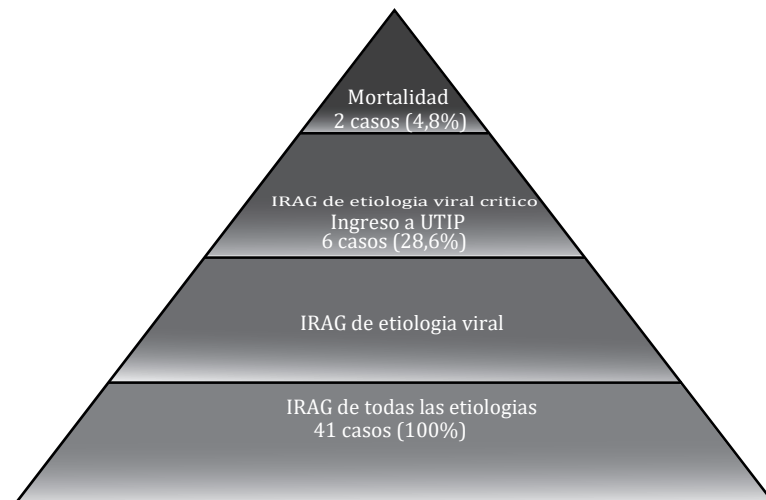 Mortalidad
2 casos (4,8%)
IRAG de etiologia viral critico
Ingreso a UTIP
6 casos (28,6%)
IRAG de etiologia viral
IRAG de todas las etiologias
41 casos (100%)